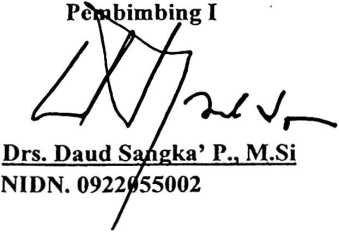 Pembimbing I
Drs. Daud Sangka' P., M.Si
NIDN. 0922055002